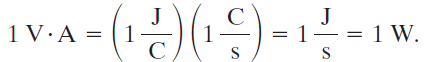 1 V·A = (1 J/C)(1 C/s) = 1 J/s = 1 W.